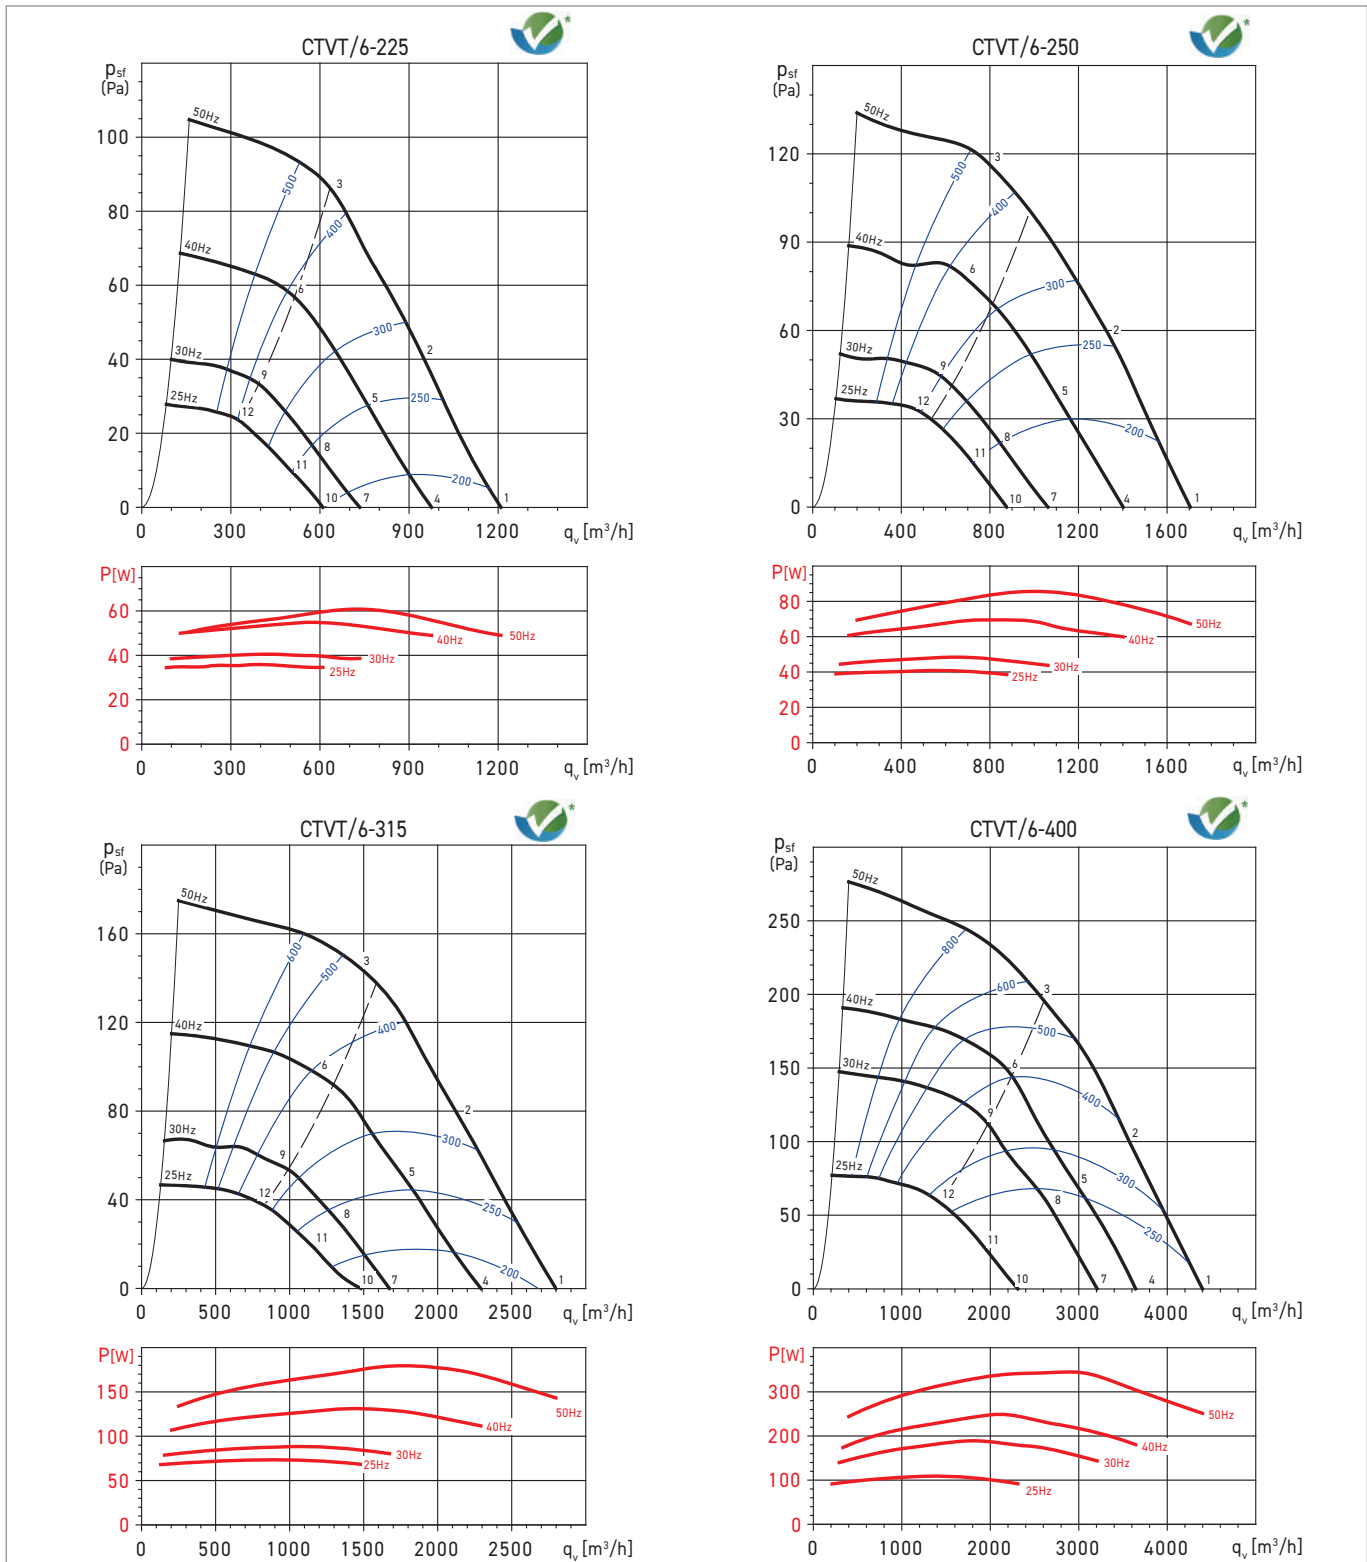 CTVT/6-225
*
psf
(Pa)
50Hz
100
500
3
80
400
40Hz
60
6
300
40
30Hz
2
9
25Hz
12
5
250
20
8
11
200
0
10
7
4
1
0
300
600
900
1200
qv [m³/h]
P[W]
60
50Hz
40Hz
40
30Hz
25Hz
20
0
0
300
600
900
1200
qv [m³/h]
CTVT/6-250
*
psf
(Pa)
50Hz
120
3
500
400
90
40Hz
6
300
60
2
30Hz
250
9
5
25Hz
12
30
200
8
11
0
10
7
4
1
0
400
800
1200
1600
qv [m³/h]
P[W]
80
50Hz
60
40Hz
40
30Hz
25Hz
20
0
0
400
800
1200
1600
qv [m³/h]
CTVT/6-315
*
psf
(Pa)
50Hz
160
600
500
3
120
40Hz
400
6
80
2
30Hz
300
9
5
40
25Hz
12
250
8
11
200
0
10
7
4
1
0
500
1000
1500
2000
2500
qv [m³/h]
P[W]
150
50Hz
100
40Hz
30Hz
50
25Hz
0
0
500
1000
1500
2000
2500
qv [m³/h]
CTVT/6-400
*
psf
(Pa)
50Hz
250
800
600
3
200
40Hz
500
150
30Hz
6
9
400
100
2
25Hz
12
5
300
8
50
11
250
0
10
7
4
1
0
1000
2000
3000
4000
qv [m³/h]
P[W]
300
50Hz
200
40Hz
30Hz
100
25Hz
0
0
1000
2000
3000
4000
qv [m³/h]